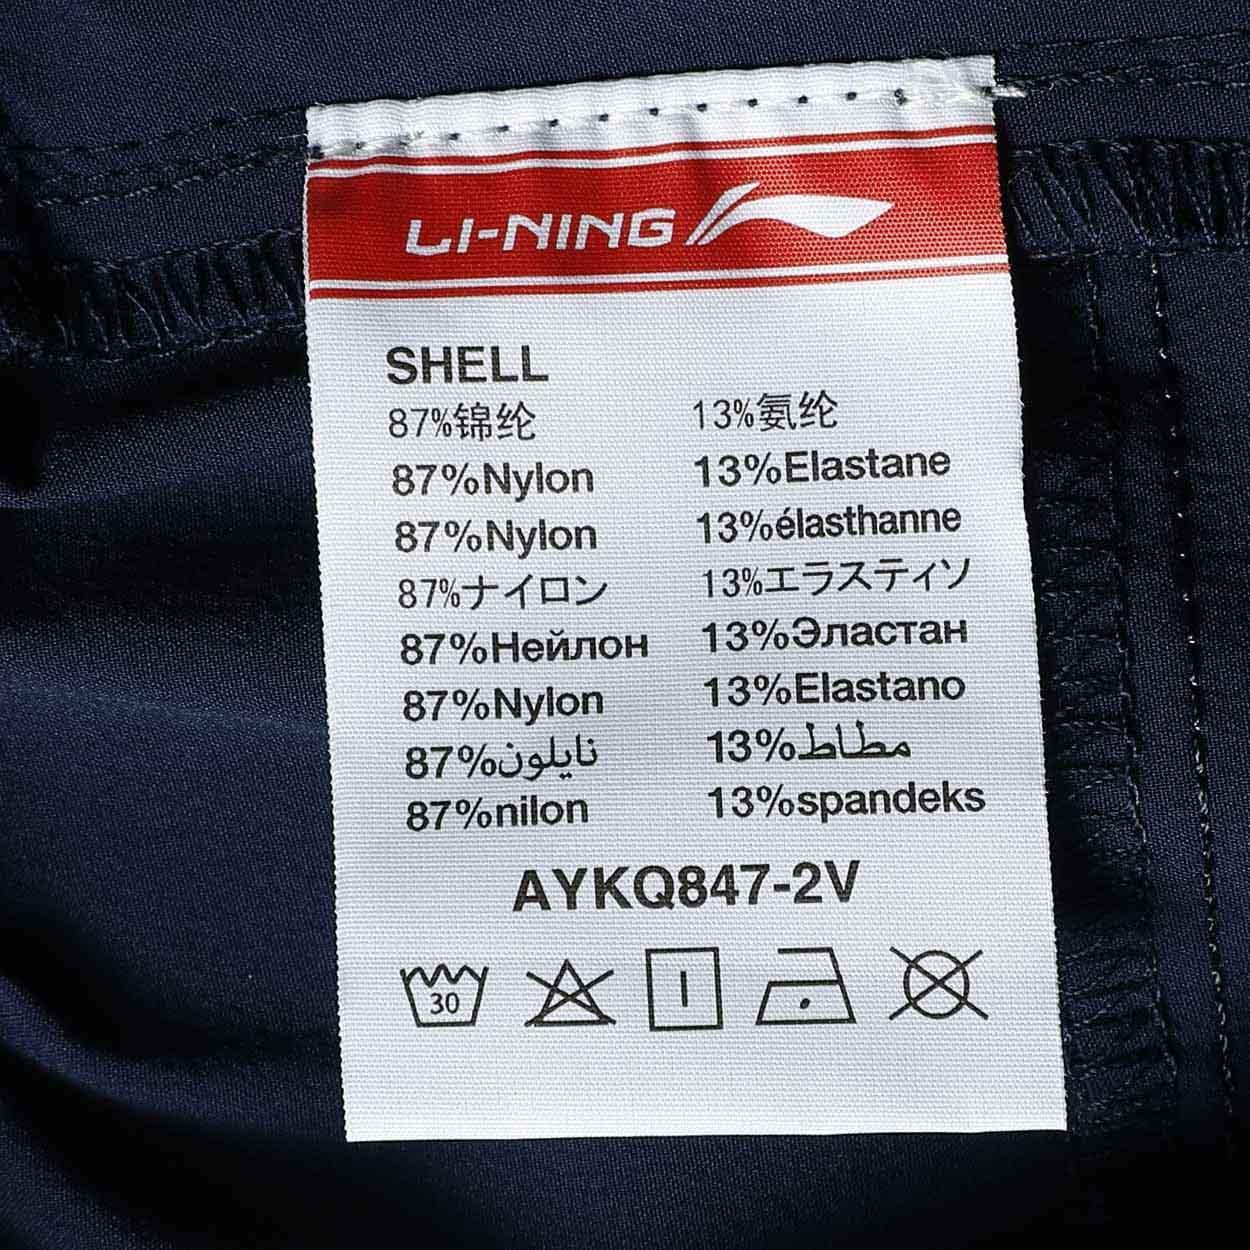 LI-NING
SHELL
87%锦纶 13%氨纶
87%Nylon 13%Elastane
87%Nylon 13%élasthanne
87%ナイロン 13%エラスティソ
87%Нейлон 13%Эластан
87%Nylon 13%Elastano
87%نايلون 13%مطاط
87%nilon 13%spandeks
AYKQ847-2V
30